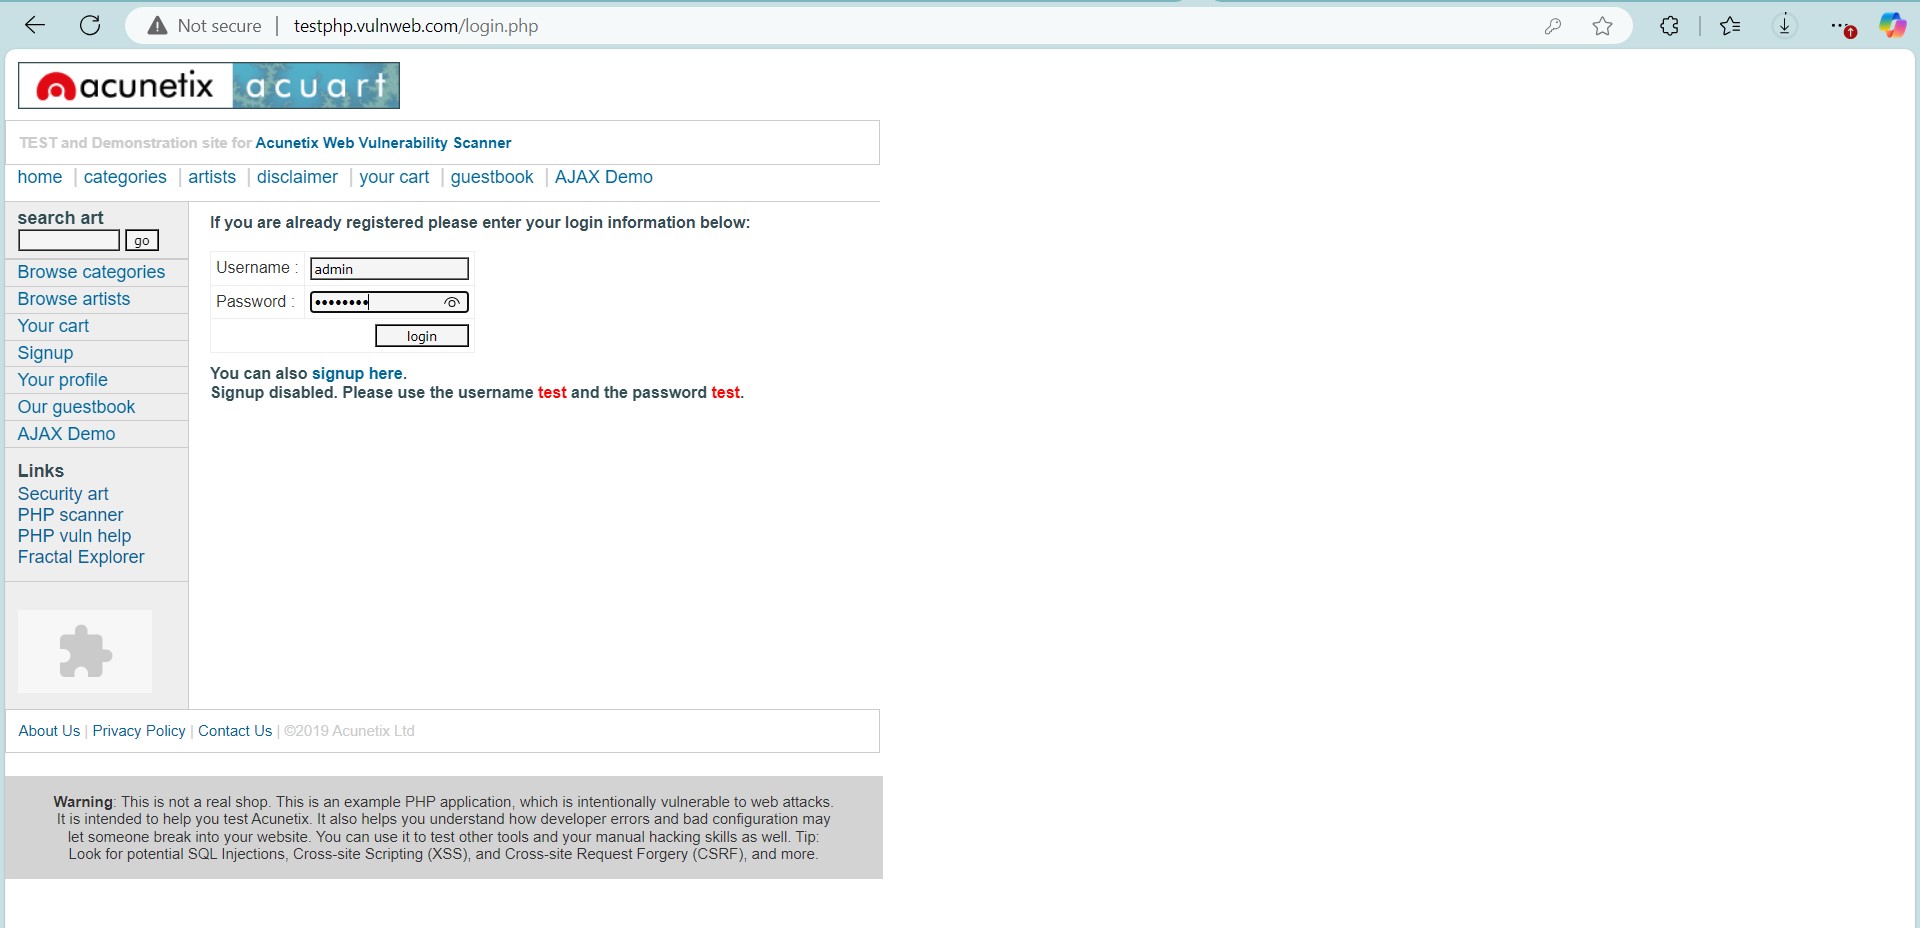 Not secure | testphp.vulnweb.com/login.php
acunetix acuart
TEST and Demonstration site for Acunetix Web Vulnerability Scanner
home | categories | artists | disclaimer | your cart | guestbook | AJAX Demo
search art
go
Browse categories
Browse artists
Your cart
Signup
Your profile
Our guestbook
AJAX Demo
Links
Security art
PHP scanner
PHP vuln help
Fractal Explorer
If you are already registered please enter your login information below:
Username : admin
Password : ••••••••
login
You can also signup here.
Signup disabled. Please use the username test and the password test.
About Us | Privacy Policy | Contact Us | ©2019 Acunetix Ltd
Warning: This is not a real shop. This is an example PHP application, which is intentionally vulnerable to web attacks.
It is intended to help you test Acunetix. It also helps you understand how developer errors and bad configuration may
let someone break into your website. You can use it to test other tools and your manual hacking skills as well. Tip:
Look for potential SQL Injections, Cross-site Scripting (XSS), and Cross-site Request Forgery (CSRF), and more.